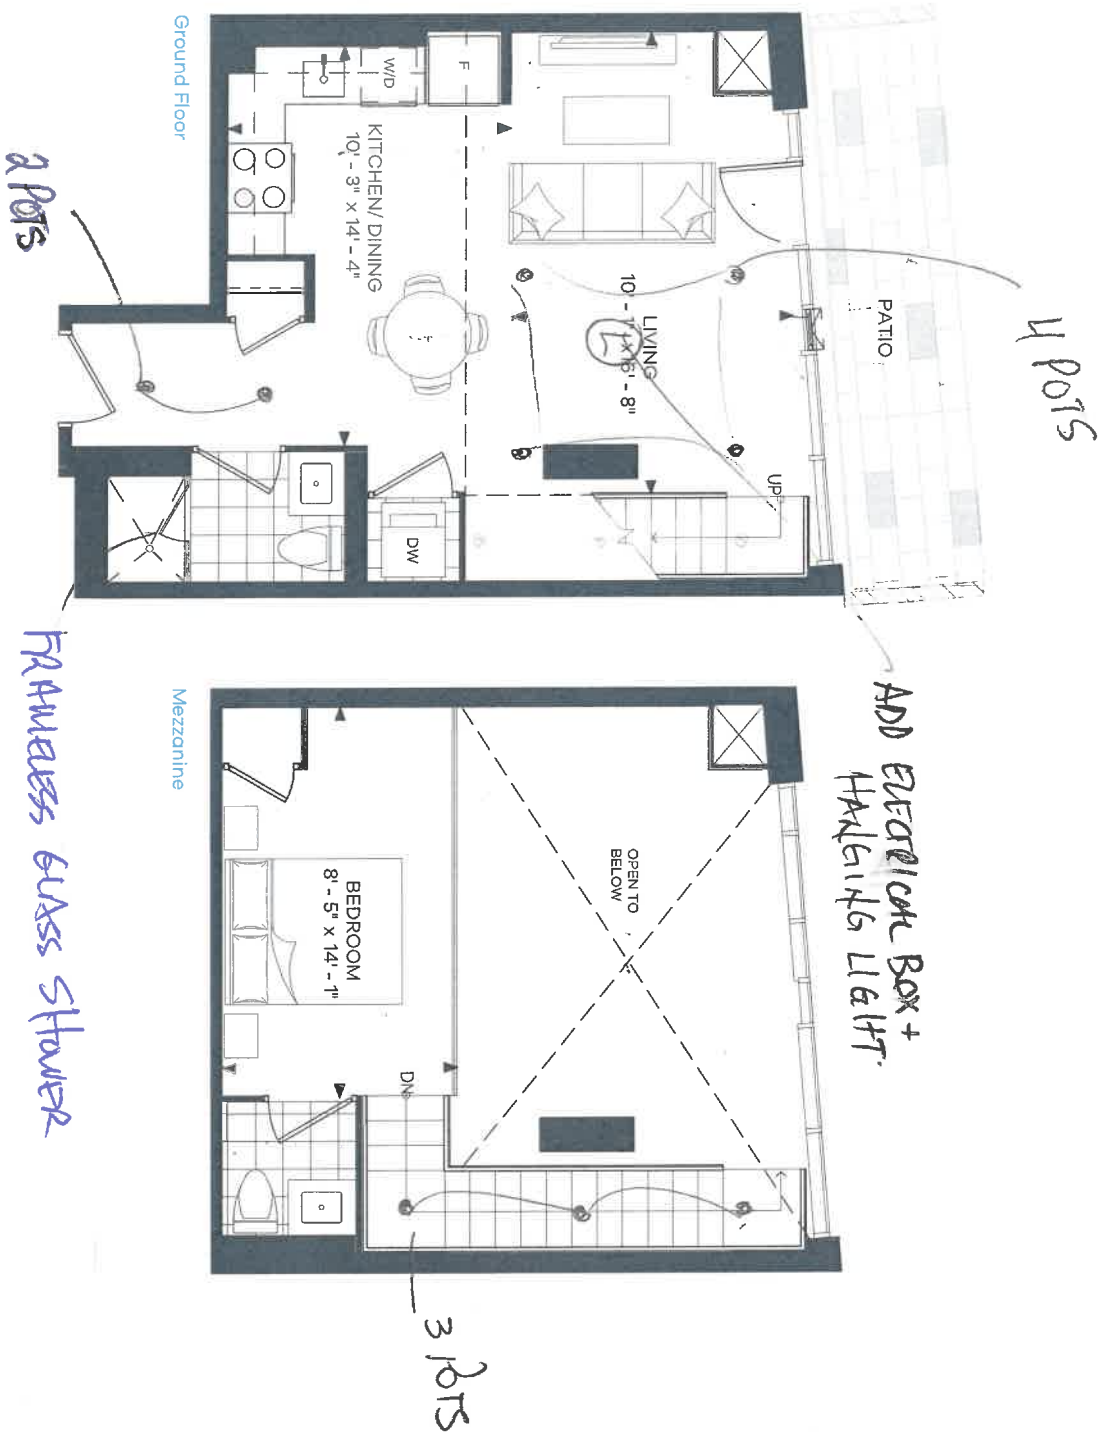 4 POTS
PATIO
UP
LIVING
10' - 1" x 16' - 8"
L
F
W/D
KITCHEN/ DINING
10' - 3" x 14' - 4"
DW
Ground Floor
2 POTS
ADD ELECTRICAL BOX +
HANGING LIGHT.
OPEN TO
BELOW
BEDROOM
8' - 5" x 14' - 1"
DN
Mezzanine
3 POTS
FRAMELESS GLASS SHOWER